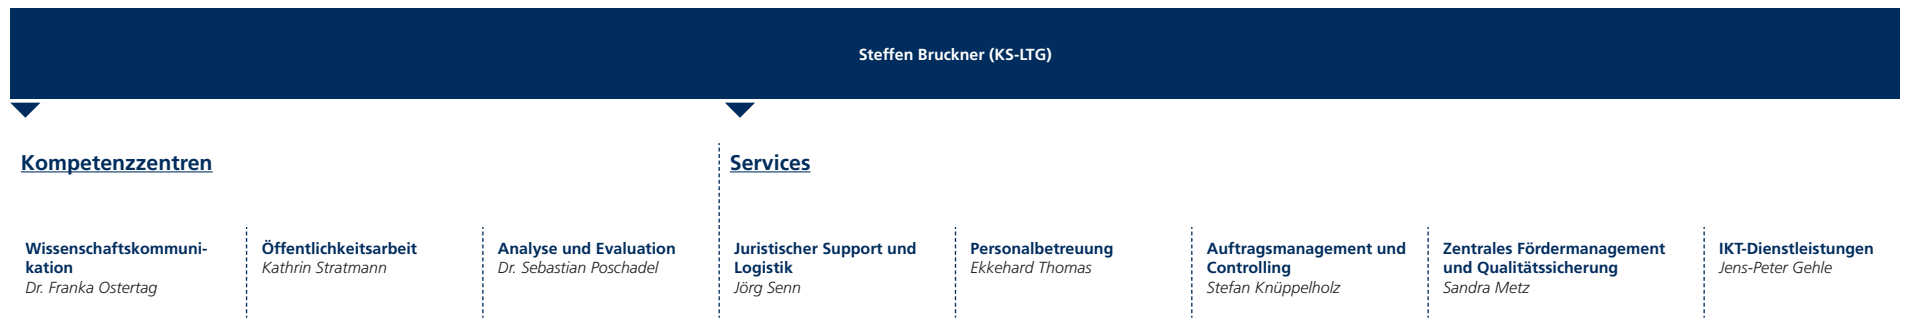 Steffen Bruckner (KS-LTG)
Kompetenzzentren
Services
Wissenschaftskommuni-
kation
Dr. Franka Ostertag
Öffentlichkeitsarbeit
Kathrin Stratmann
Analyse und Evaluation
Dr. Sebastian Poschadel
Juristischer Support und
Logistik
Jörg Senn
Personalbetreuung
Ekkehard Thomas
Auftragsmanagement und
Controlling
Stefan Knüppelholz
Zentrales Fördermanagement
und Qualitätssicherung
Sandra Metz
IKT-Dienstleistungen
Jens-Peter Gehle